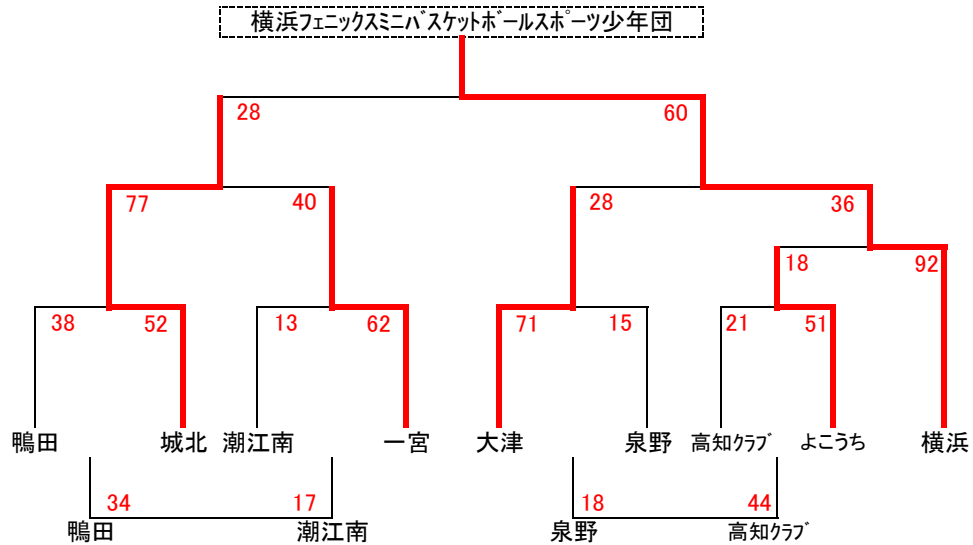 横浜フェニックスミニバスケットボールスポーツ少年団
28 60
77 40 28 36
18 92
38 52 13 62 71 15 21 51
鴨田 城北 潮江南 一宮 大津 泉野 高知クラブ よこうち 横浜
34 17 18 44
鴨田 潮江南 泉野 高知クラブ